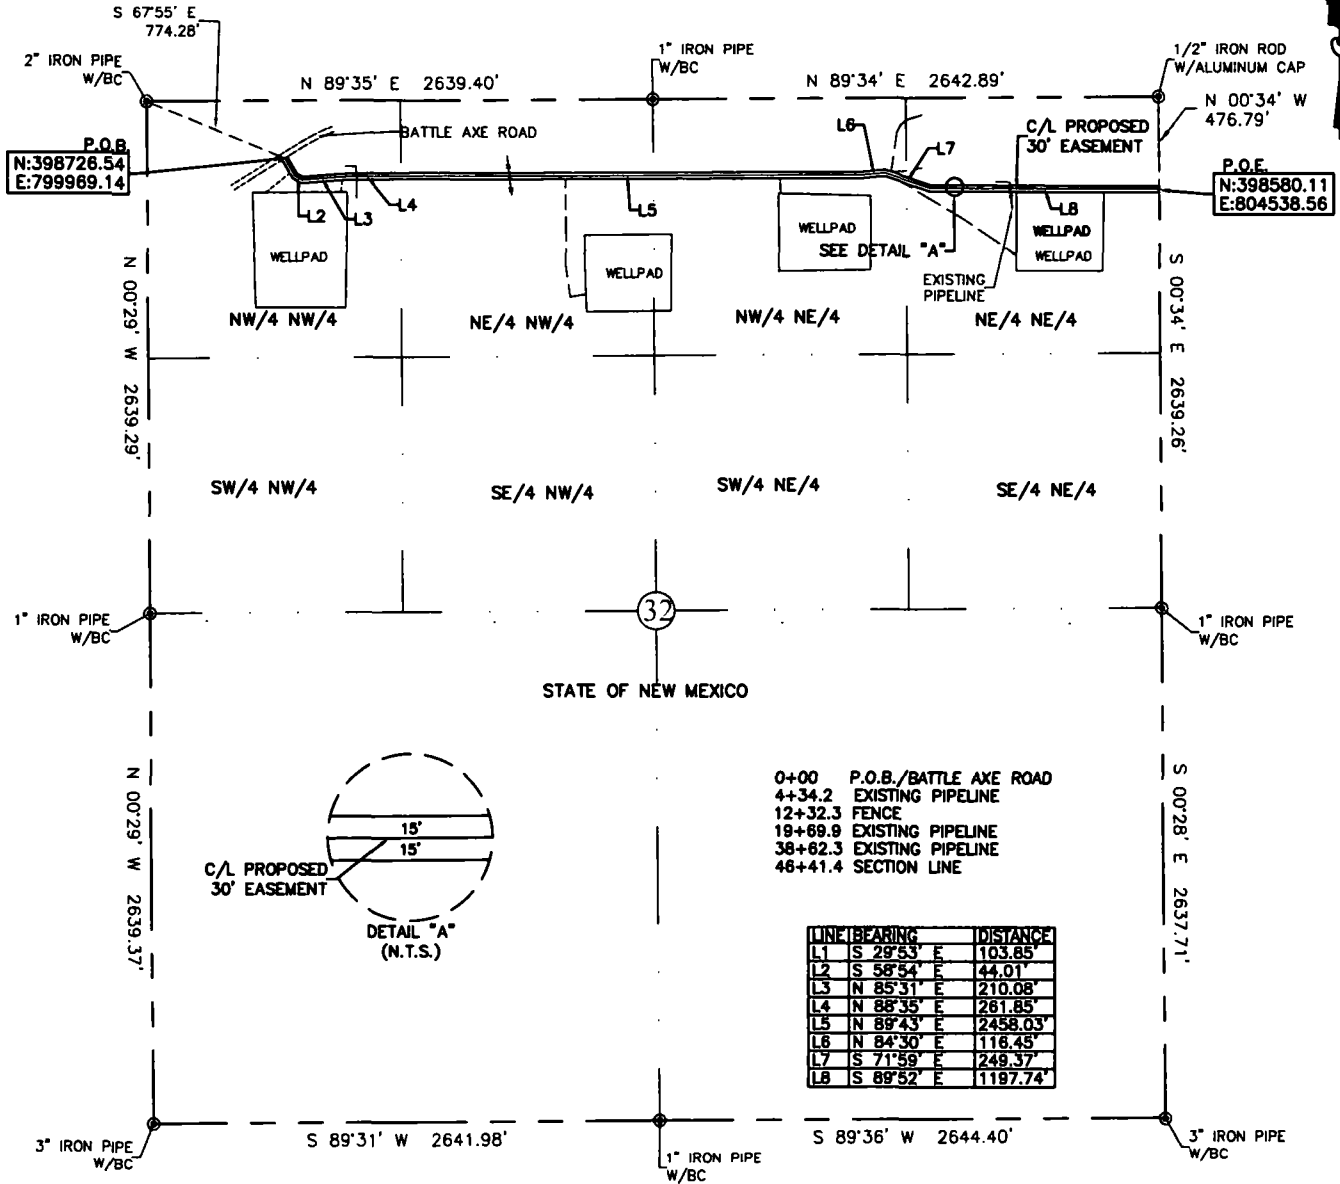 S 67°55' E
774.28'
2" IRON PIPE
W/BC
N 89°35' E 2639.40'
1" IRON PIPE
W/BC
N 89°34' E 2642.89'
1/2" IRON ROD
W/ALUMINUM CAP
N 00°34' W
476.79'
P.O.B.
N:398726.54
E:799969.14
BATTLE AXE ROAD
L6
L7
C/L PROPOSED
30' EASEMENT
P.O.E.
N:398580.11
E:804538.56
L2
L3
L4
L5
L8
WELLPAD
WELLPAD
WELLPAD
WELLPAD
WELLPAD
SEE DETAIL "A"
EXISTING
PIPELINE
N 00°29' W 2639.29'
S 00°34' E 2639.26'
NW/4 NW/4
NE/4 NW/4
NW/4 NE/4
NE/4 NE/4
SW/4 NW/4
SE/4 NW/4
SW/4 NE/4
SE/4 NE/4
1" IRON PIPE
W/BC
32
1" IRON PIPE
W/BC
STATE OF NEW MEXICO
N 00°29' W 2639.37'
S 00°28' E 2637.71'
15'
15'
C/L PROPOSED
30' EASEMENT
DETAIL "A"
(N.T.S.)
0+00 P.O.B./BATTLE AXE ROAD
4+34.2 EXISTING PIPELINE
12+32.3 FENCE
19+69.9 EXISTING PIPELINE
38+62.3 EXISTING PIPELINE
46+41.4 SECTION LINE
LINE BEARING DISTANCE
L1 S 29°53' E 103.85'
L2 S 58°54' E 44.01'
L3 N 85°31' E 210.08'
L4 N 88°35' E 261.85'
L5 N 89°43' E 2458.03'
L6 N 84°30' E 116.45'
L7 S 71°59' E 249.37'
L8 S 89°52' E 1197.74'
3" IRON PIPE
W/BC
S 89°31' W 2641.98'
1" IRON PIPE
W/BC
S 89°36' W 2644.40'
3" IRON PIPE
W/BC